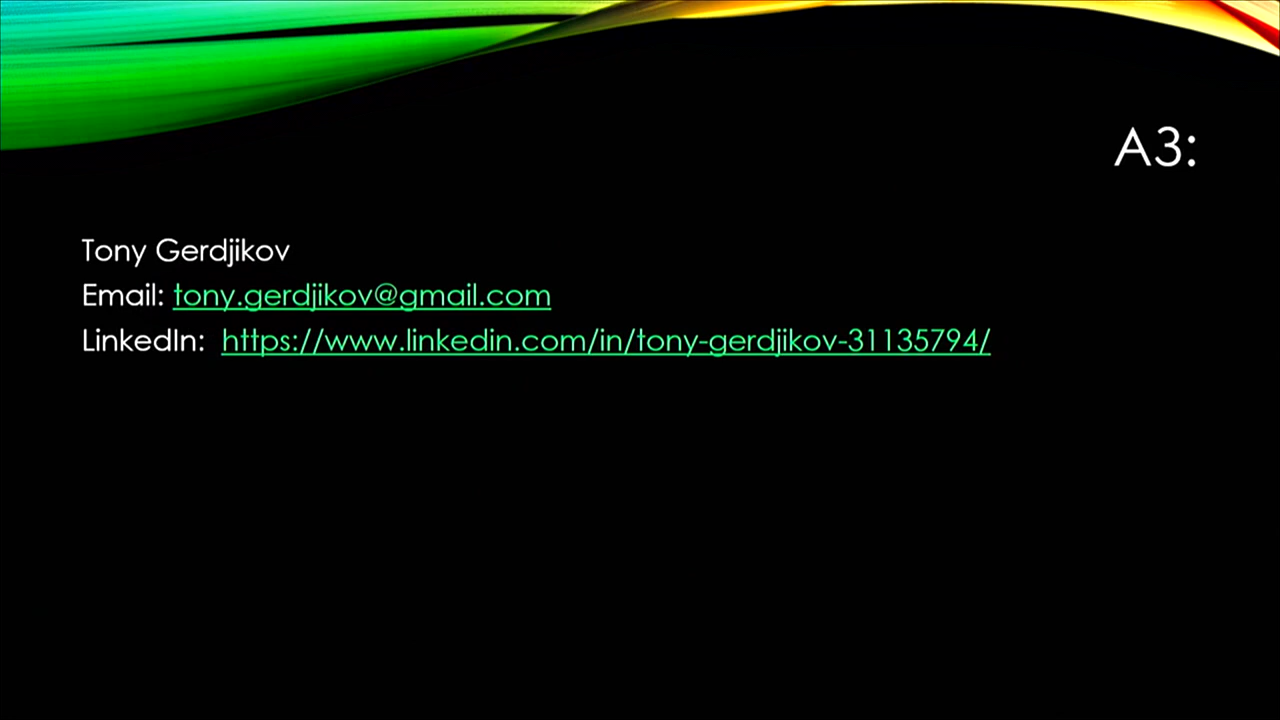 A3:
Tony Gerdjikov
Email: tony.gerdjikov@gmail.com
LinkedIn: https://www.linkedin.com/in/tony-gerdjikov-31135794/